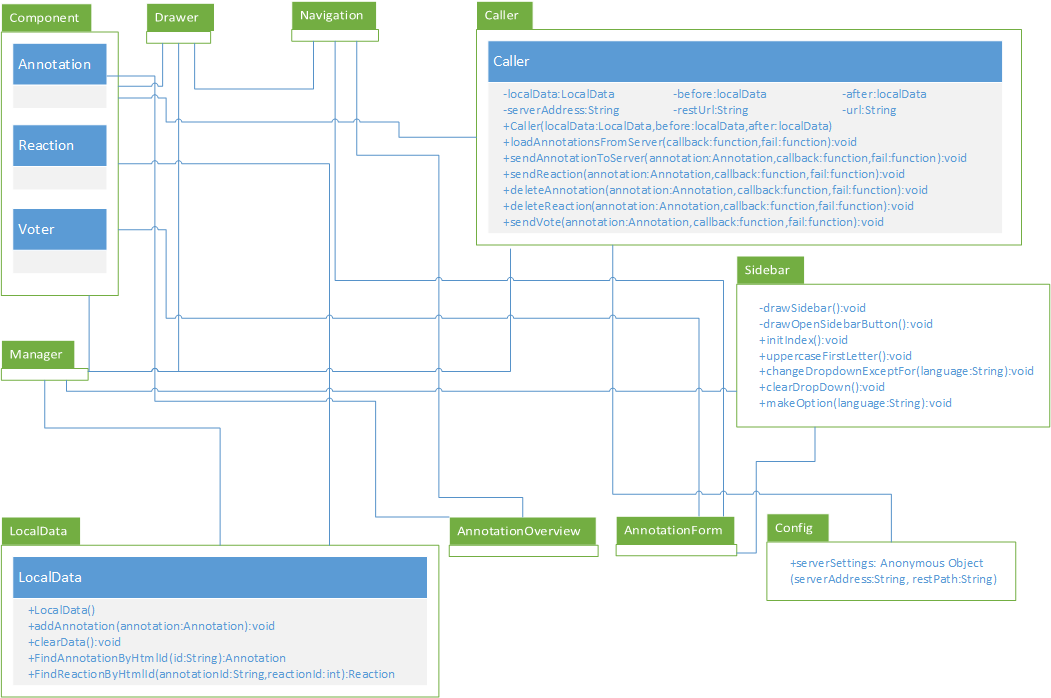 Component
Drawer
Navigation
Caller
Annotation
Reaction
Voter
Caller
-localData:LocalData -before:localData -after:localData
-serverAddress:String -restUrl:String -url:String
+Caller(localData:LocalData,before:localData,after:localData)
+loadAnnotationsFromServer(callback:function,fail:function):void
+sendAnnotationToServer(annotation:Annotation,callback:function,fail:function):void
+sendReaction(annotation:Annotation,callback:function,fail:function):void
+deleteAnnotation(annotation:Annotation,callback:function,fail:function):void
+deleteReaction(annotation:Annotation,callback:function,fail:function):void
+sendVote(annotation:Annotation,callback:function,fail:function):void
Sidebar
-drawSidebar():void
-drawOpenSidebarButton():void
+initIndex():void
+uppercaseFirstLetter():void
+changeDropdownExceptFor(language:String):void
+clearDropDown():void
+makeOption(language:String):void
Manager
LocalData
LocalData
+LocalData()
+addAnnotation(annotation:Annotation):void
+clearData():void
+FindAnnotationByHtmlId(id:String):Annotation
+FindReactionByHtmlId(annotationId:String,reactionId:int):Reaction
AnnotationOverview
AnnotationForm
Config
+serverSettings: Anonymous Object
(serverAddress:String, restPath:String)